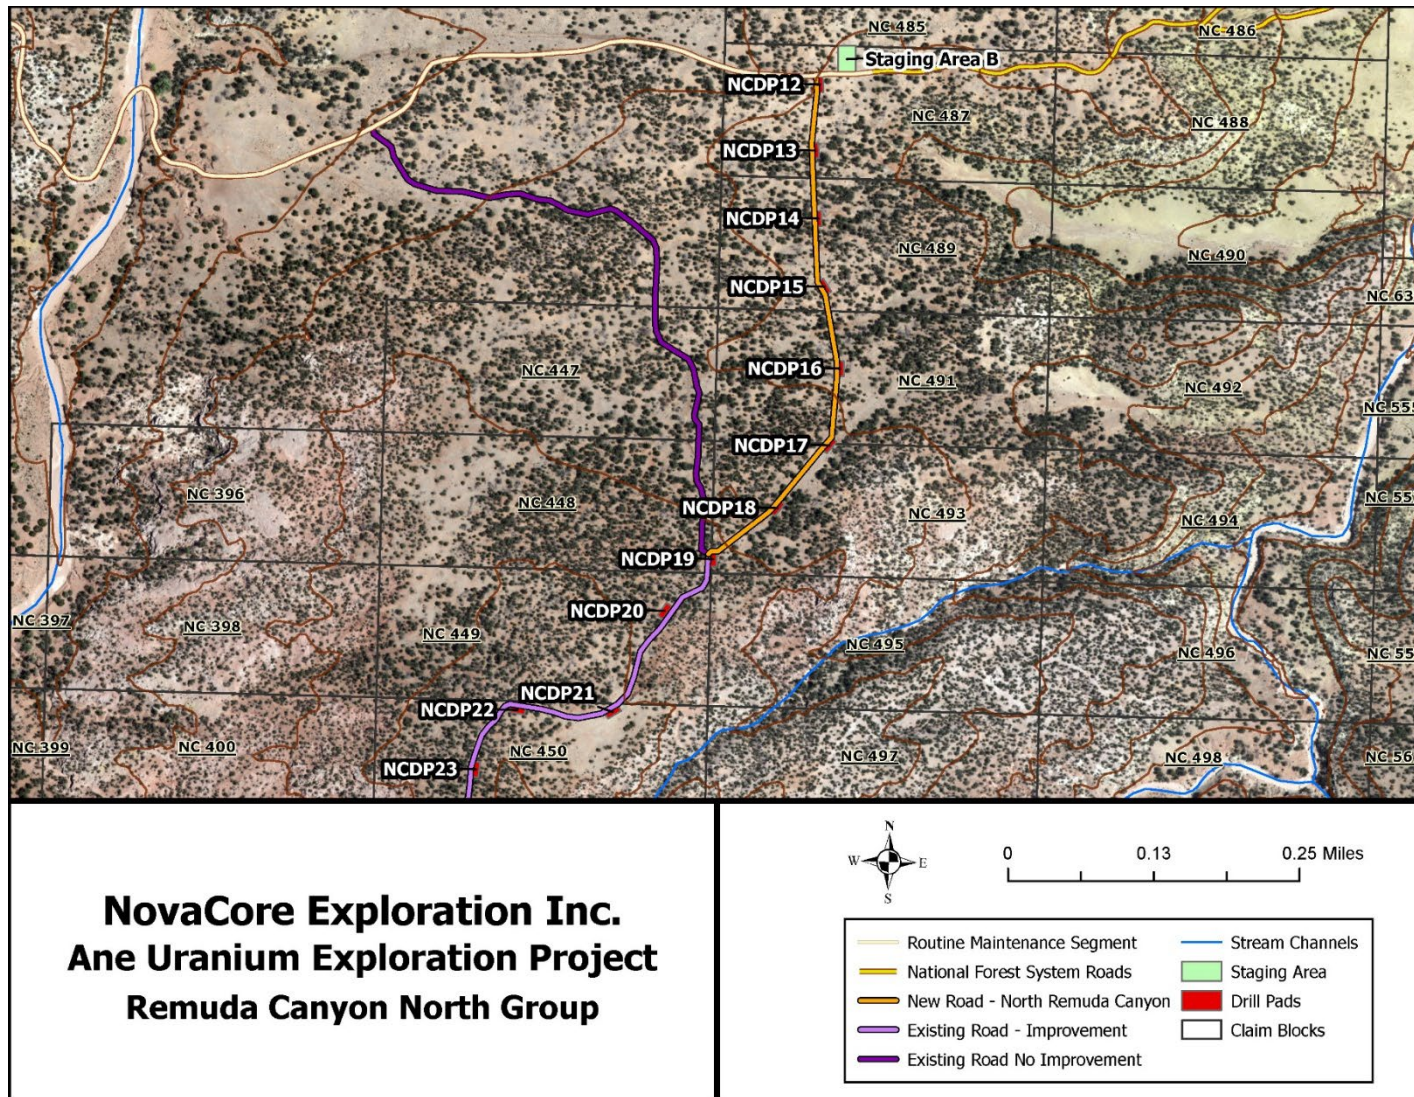 NC 485
NC 486
Staging Area B
NCDP12
NC 487
NC 488
NCDP13
NCDP14
NC 489
NC 490
NCDP15
NC 63
NCDP16
NC 447
NC 491
NC 492
NC 555
NCDP17
NC 396
NC 448
NCDP18
NC 493
NC 494
NC 55
NCDP19
NC 397
NC 398
NC 449
NCDP20
NC 495
NC 496
NC 55
NCDP21
NCDP22
NC 399
NC 400
NC 450
NC 497
NC 498
NC 56
NCDP23
NovaCore Exploration Inc.
Ane Uranium Exploration Project
Remuda Canyon North Group
N
W E
S
0 0.13 0.25 Miles
Routine Maintenance Segment
National Forest System Roads
New Road - North Remuda Canyon
Existing Road - Improvement
Existing Road No Improvement
Stream Channels
Staging Area
Drill Pads
Claim Blocks